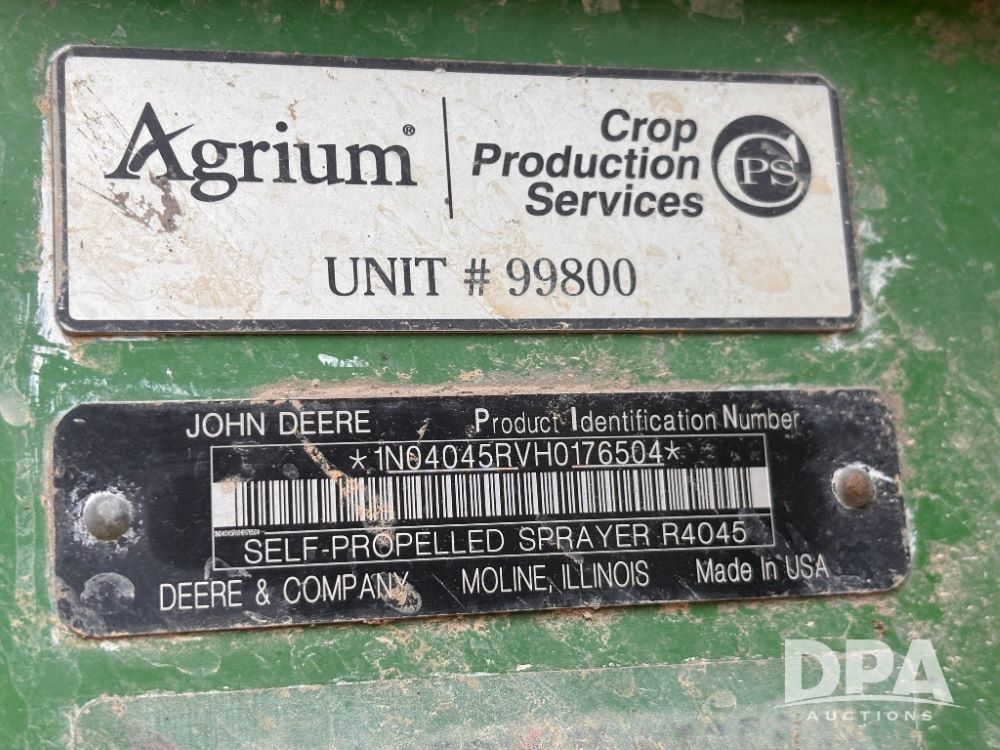 Agrium®
Crop
Production
Services
CPS
UNIT # 99800
JOHN DEERE Product Identification Number
*1N04045RVH0176504*
1N04045RVH0176504
SELF-PROPELLED SPRAYER R4045
DEERE & COMPANY MOLINE, ILLINOIS Made In USA
DPA
AUCTIONS